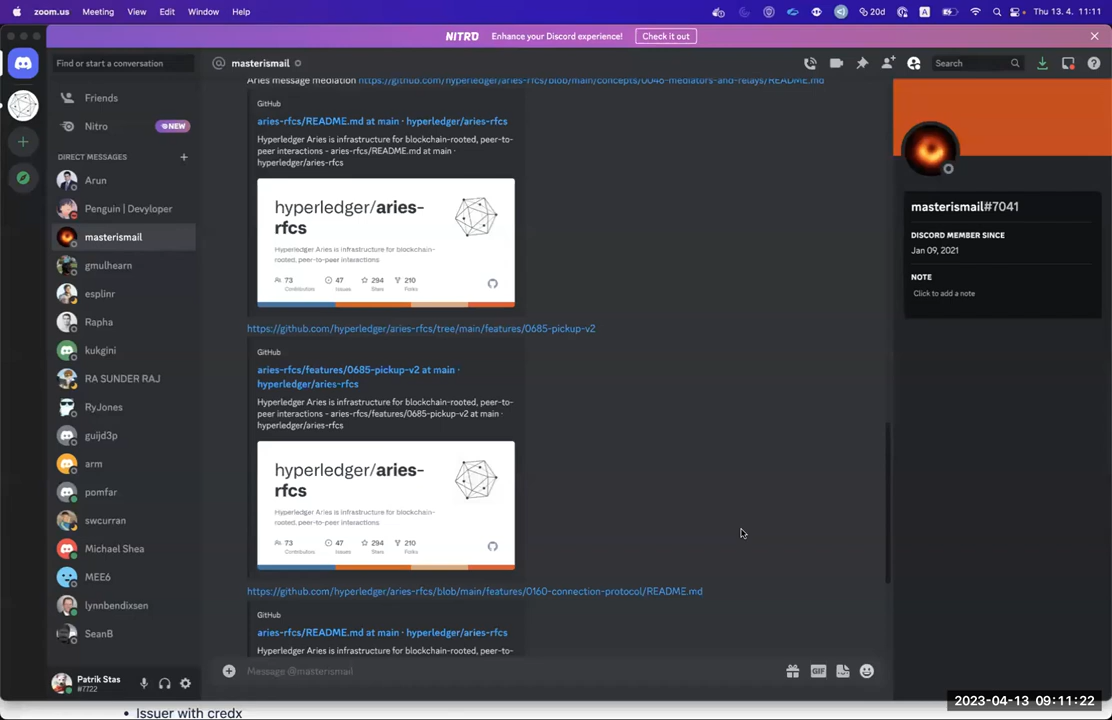 zoom.us Meeting View Edit Window Help
20d A Thu 13. 4. 11:11
NITRO Enhance your Discord experience! Check it out
Find or start a conversation
@ masterismail
Search
Friends
Nitro NEW
DIRECT MESSAGES
Arun
Penguin | Devyloper
masterismail
gmulhearn
esplinr
Rapha
kukgini
RA SUNDER RAJ
RyJones
guijd3p
arm
pomfar
swcurran
Michael Shea
MEE6
lynnbendixsen
SeanB
Patrik Stas
#7722
Aries message mediation https://github.com/hyperledger/aries-rfcs/blob/main/concepts/0046-mediators-and-relays/README.md
GitHub
aries-rfcs/README.md at main · hyperledger/aries-rfcs
Hyperledger Aries is infrastructure for blockchain-rooted, peer-to-
peer interactions - aries-rfcs/README.md at main ·
hyperledger/aries-rfcs
hyperledger/aries-
rfcs
Hyperledger Aries is infrastructure for blockchain-
rooted, peer-to-peer interactions.
73 47 294 210
Contributors Issues Stars Forks
https://github.com/hyperledger/aries-rfcs/tree/main/features/0685-pickup-v2
GitHub
aries-rfcs/features/0685-pickup-v2 at main ·
hyperledger/aries-rfcs
Hyperledger Aries is infrastructure for blockchain-rooted, peer-to-
peer interactions - aries-rfcs/features/0685-pickup-v2 at main ·
hyperledger/aries-rfcs
hyperledger/aries-
rfcs
Hyperledger Aries is infrastructure for blockchain-
rooted, peer-to-peer interactions.
73 47 294 210
Contributors Issues Stars Forks
https://github.com/hyperledger/aries-rfcs/blob/main/features/0160-connection-protocol/README.md
GitHub
aries-rfcs/README.md at main · hyperledger/aries-rfcs
Hyperledger Aries is infrastructure for blockchain-rooted, peer-to-
Message @masterismail
GIF
masterismail#7041
DISCORD MEMBER SINCE
Jan 09, 2021
NOTE
Click to add a note
2023-04-13 09:11:22
• Issuer with credx